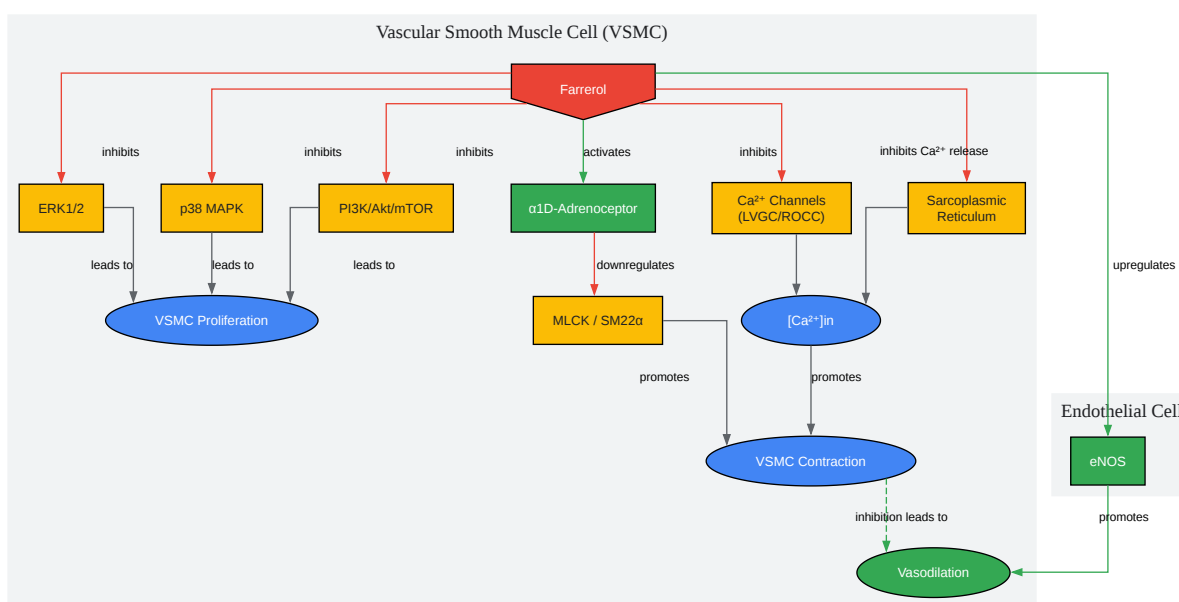 Vascular Smooth Muscle Cell (VSMC)
Farrerol
inhibits
inhibits
inhibits
activates
inhibits
inhibits Ca²⁺ release
ERK1/2
p38 MAPK
PI3K/Akt/mTOR
α1D-Adrenoceptor
Ca²⁺ Channels
(LVGC/ROCC)
Sarcoplasmic
Reticulum
leads to
leads to
leads to
downregulates
upregulates
VSMC Proliferation
MLCK / SM22α
[Ca²⁺]in
promotes
promotes
Endothelial Cell
VSMC Contraction
eNOS
inhibition leads to
promotes
Vasodilation